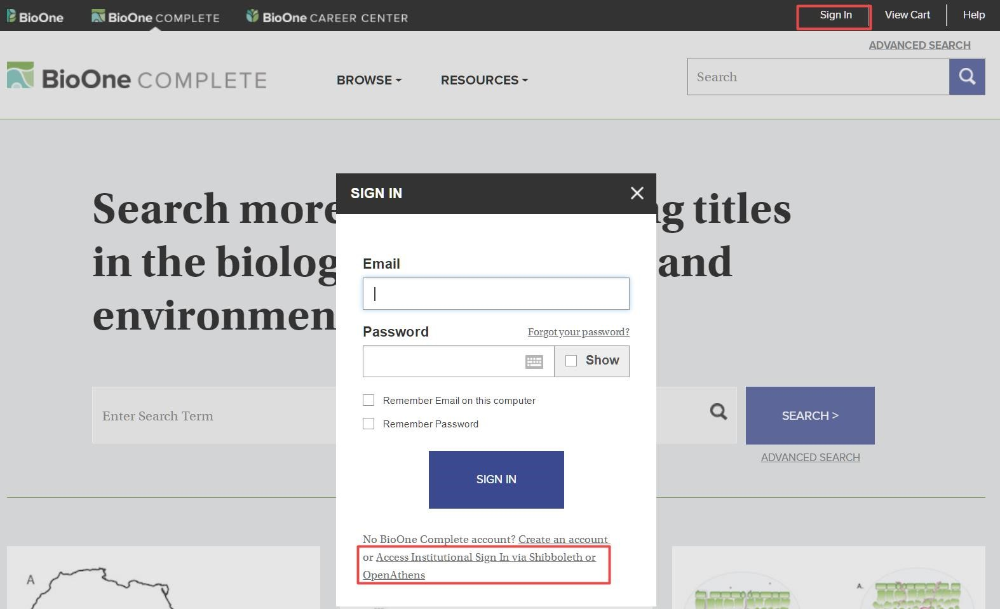 BioOne
BioOne COMPLETE
BioOne CAREER CENTER
Sign In
View Cart
Help
ADVANCED SEARCH
BioOne COMPLETE
BROWSE
RESOURCES
Search
SIGN IN
Search more
g titles
in the biolog
and
environmen
Email
Password
Forgot your password?
Show
Remember Email on this computer
Remember Password
Enter Search Term
SEARCH >
ADVANCED SEARCH
SIGN IN
No BioOne Complete account? Create an account
or Access Institutional Sign In via Shibboleth or
OpenAthens
A
A.